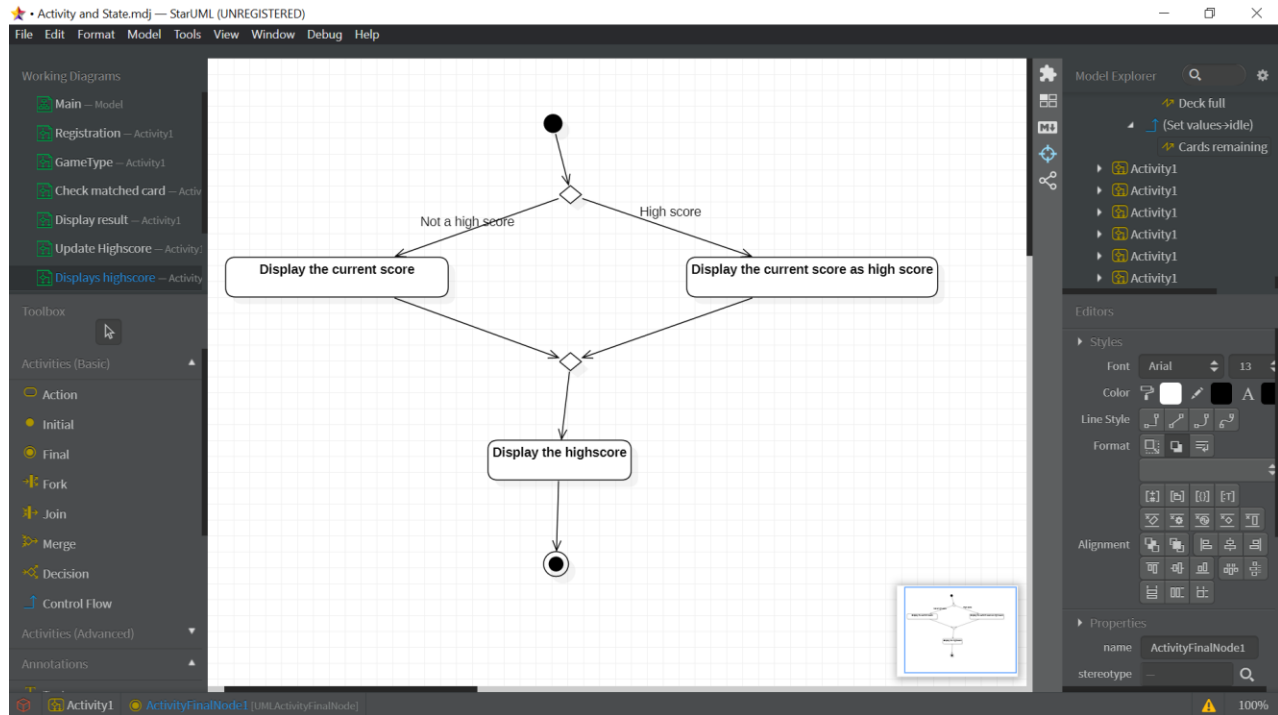 • Activity and State.mdj — StarUML (UNREGISTERED)
File Edit Format Model Tools View Window Debug Help
Working Diagrams
Main — Model
Registration — Activity1
GameType — Activity1
Check matched card — Activ
Display result — Activity1
Update Highscore — Activity:
Displays highscore — Activity
Toolbox
Activities (Basic)
Action
Initial
Final
Fork
Join
Merge
Decision
Control Flow
Activities (Advanced)
Annotations
Not a high score
High score
Display the current score
Display the current score as high score
Display the highscore
M↓
Model Explorer
Deck full
(Set values→idle)
Cards remaining
Activity1
Activity1
Activity1
Activity1
Activity1
Activity1
Editors
Styles
Font Arial 13
Color A
Line Style
Format
Alignment
Properties
name ActivityFinalNode1
stereotype —
Activity1 ActivityFinalNode1 [UMLActivityFinalNode]
100%